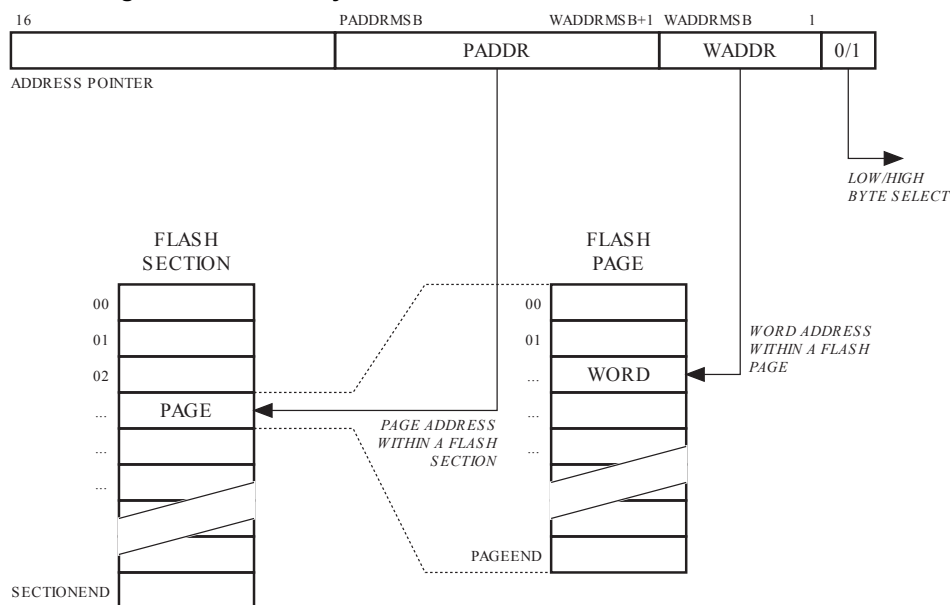 16 PADDRMSB WADDRMSB+1 WADDRMSB 1
PADDR WADDR 0/1
ADDRESS POINTER
LOW/HIGH
BYTE SELECT
FLASH
SECTION
FLASH
PAGE
00
01
02
...
...
...
PAGE
00
01
...
...
...
WORD
WORD ADDRESS
WITHIN A FLASH
PAGE
PAGE ADDRESS
WITHIN A FLASH
SECTION
PAGEEND
SECTIONEND